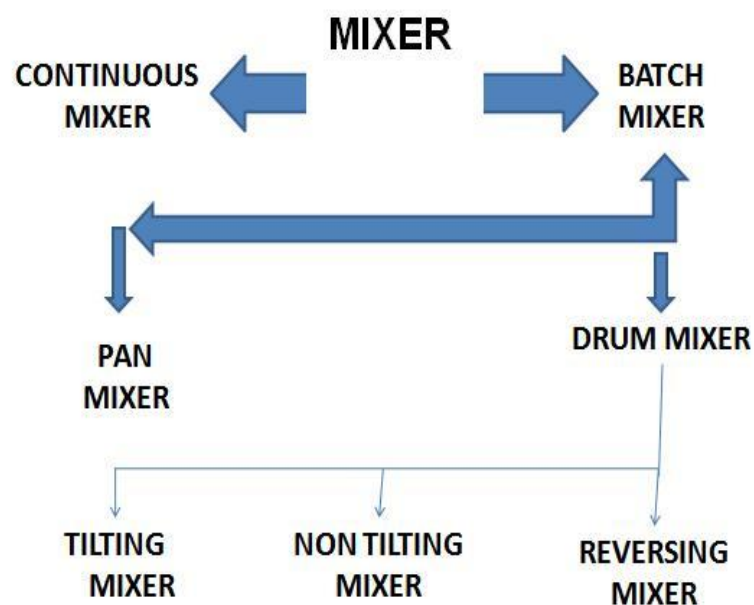 MIXER
CONTINUOUS
MIXER
BATCH
MIXER
PAN
MIXER
DRUM MIXER
TILTING
MIXER
NON TILTING
MIXER
REVERSING
MIXER